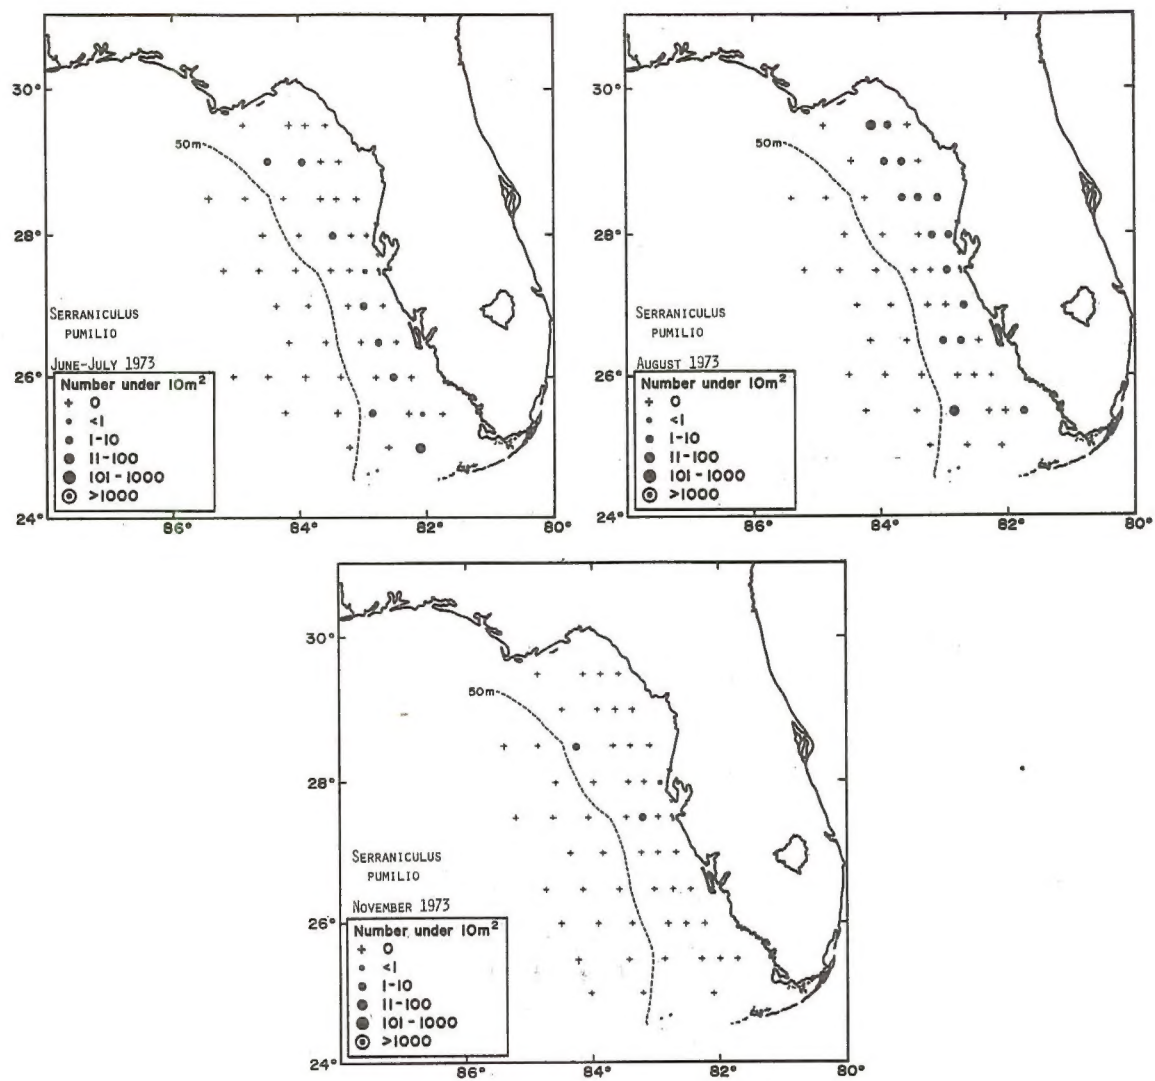 30°
50m
28°
SERRANICULUS
PUMILIO
JUNE-JULY 1973
26°
Number under 10m²
+ 0
<1
1-10
11-100
101-1000
>1000
24°
86° 84° 82° 80°
30°
50m
28°
SERRANICULUS
PUMILIO
AUGUST 1973
26°
Number under 10m²
+ 0
<1
1-10
11-100
101-1000
>1000
24°
86° 84° 82° 80°
30°
50m
28°
SERRANICULUS
PUMILIO
NOVEMBER 1973
26°
Number under 10m²
+ 0
<1
1-10
11-100
101-1000
>1000
24°
86° 84° 82° 80°